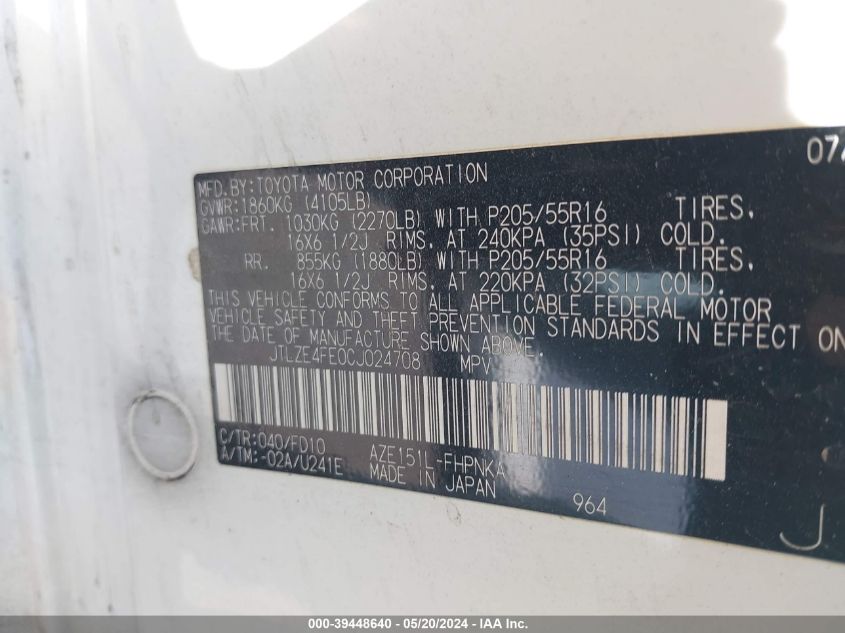 07/
MFD.BY:TOYOTA MOTOR CORPORATION
GVWR:1860KG (4105LB)
GAWR:FRT. 1030KG (2270LB) WITH P205/55R16 TIRES,
16X6 1/2J RIMS. AT 240KPA (35PSI) COLD.
RR. 855KG (1880LB) WITH P205/55R16 TIRES,
16X6 1/2J RIMS. AT 220KPA (32PSI) COLD.
THIS VEHICLE CONFORMS TO ALL APPLICABLE FEDERAL MOTOR
VEHICLE SAFETY AND THEFT PREVENTION STANDARDS IN EFFECT ON
THE DATE OF MANUFACTURE SHOWN ABOVE.
JTLZE4FE0CJ024708 MPV
C/TR:040/FD10 AZE151L-FHPNKA
A/TM:-02A/U241E MADE IN JAPAN
964
J
000-39448640 - 05/20/2024 - IAA Inc.